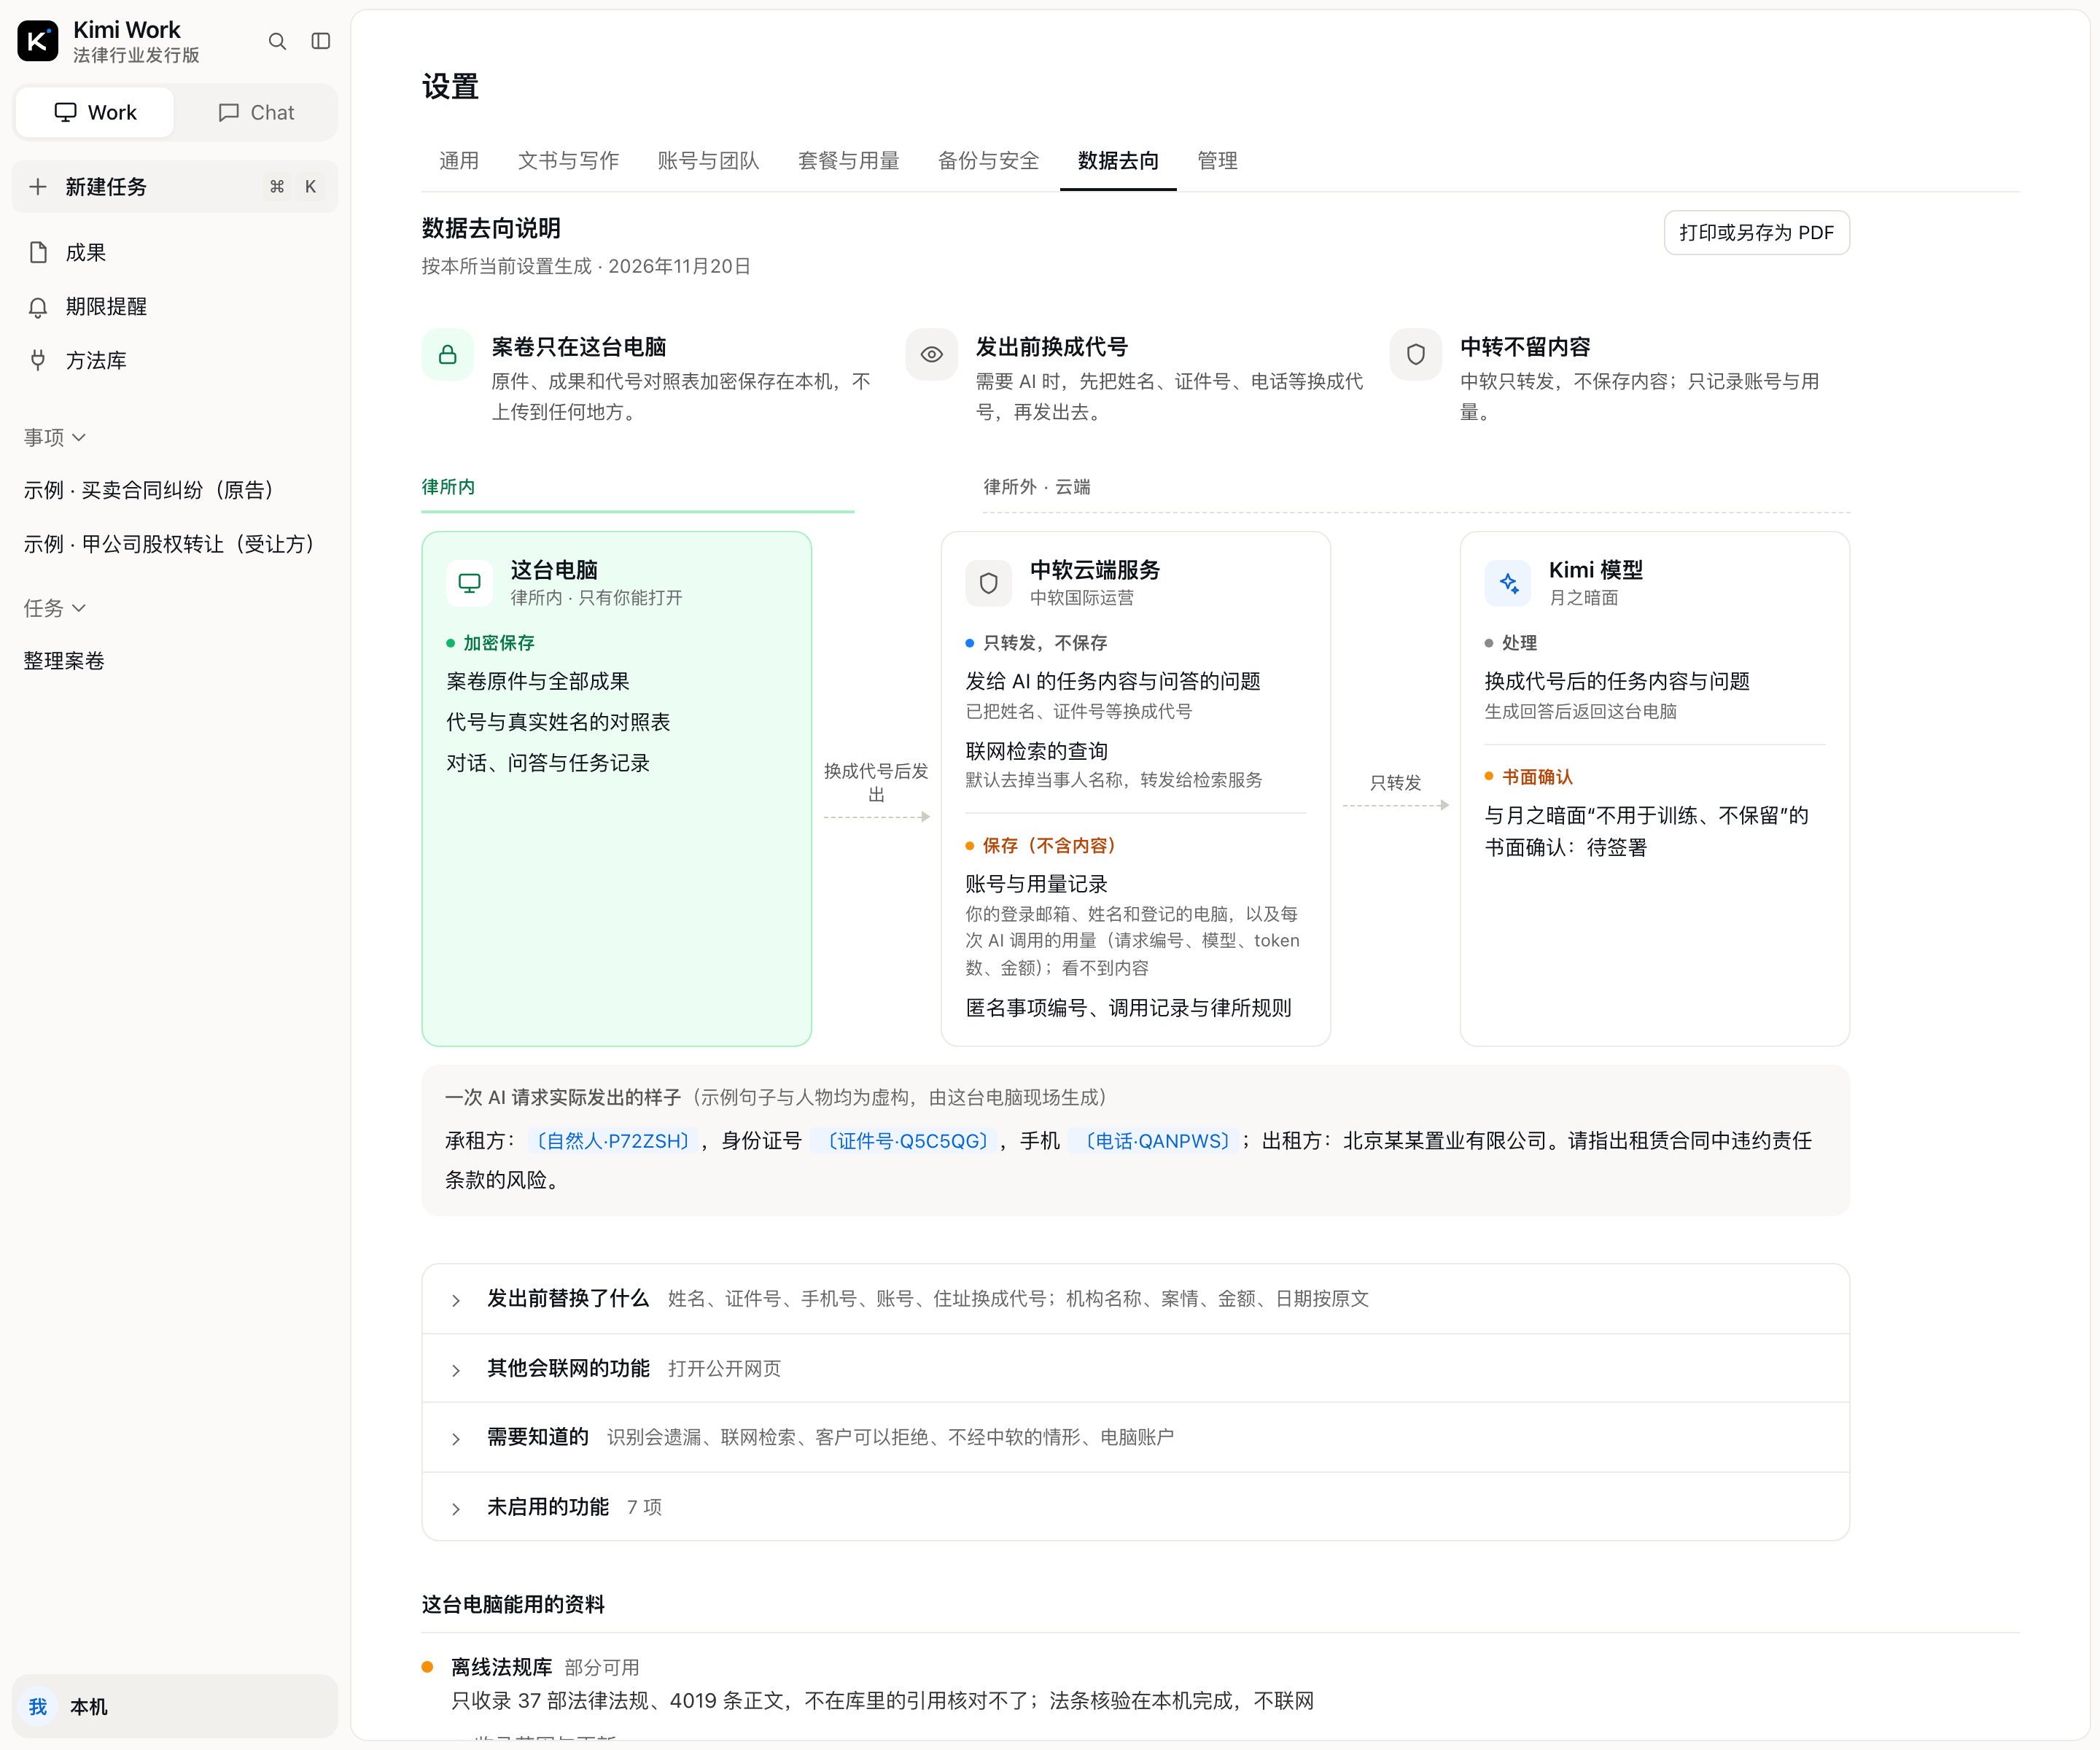 Kimi Work
法律行业发行版
Work
Chat
新建任务
⌘ K
成果
期限提醒
方法库
事项
示例 · 买卖合同纠纷（原告）
示例 · 甲公司股权转让（受让方）
任务
整理案卷
我 本机
设置
通用 文书与写作 账号与团队 套餐与用量 备份与安全 数据去向 管理
数据去向说明
打印或另存为 PDF
按本所当前设置生成 · 2026年11月20日
案卷只在这台电脑
原件、成果和代号对照表加密保存在本机，不
上传到任何地方。
发出前换成代号
需要 AI 时，先把姓名、证件号、电话等换成代
号，再发出去。
中转不留内容
中软只转发，不保存内容；只记录账号与用
量。
律所内
律所外 · 云端
这台电脑
律所内 · 只有你能打开
加密保存
案卷原件与全部成果
代号与真实姓名的对照表
对话、问答与任务记录
换成代号后发
出
中软云端服务
中软国际运营
只转发，不保存
发给 AI 的任务内容与问答的问题
已把姓名、证件号等换成代号
联网检索的查询
默认去掉当事人名称，转发给检索服务
保存（不含内容）
账号与用量记录
你的登录邮箱、姓名和登记的电脑，以及每
次 AI 调用的用量（请求编号、模型、token
数、金额）；看不到内容
匿名事项编号、调用记录与律所规则
只转发
Kimi 模型
月之暗面
处理
换成代号后的任务内容与问题
生成回答后返回这台电脑
书面确认
与月之暗面“不用于训练、不保留”的
书面确认：待签署
一次 AI 请求实际发出的样子（示例句子与人物均为虚构，由这台电脑现场生成）
承租方：〔自然人·P72ZSH〕，身份证号〔证件号·Q5C5QG〕，手机〔电话·QANPWS〕；出租方：北京某某置业有限公司。请指出租赁合同中违约责任
条款的风险。
发出前替换了什么 姓名、证件号、手机号、账号、住址换成代号；机构名称、案情、金额、日期按原文
其他会联网的功能 打开公开网页
需要知道的 识别会遗漏、联网检索、客户可以拒绝、不经中软的情形、电脑账户
未启用的功能 7 项
这台电脑能用的资料
离线法规库 部分可用
只收录 37 部法律法规、4019 条正文，不在库里的引用核对不了；法条核验在本机完成，不联网